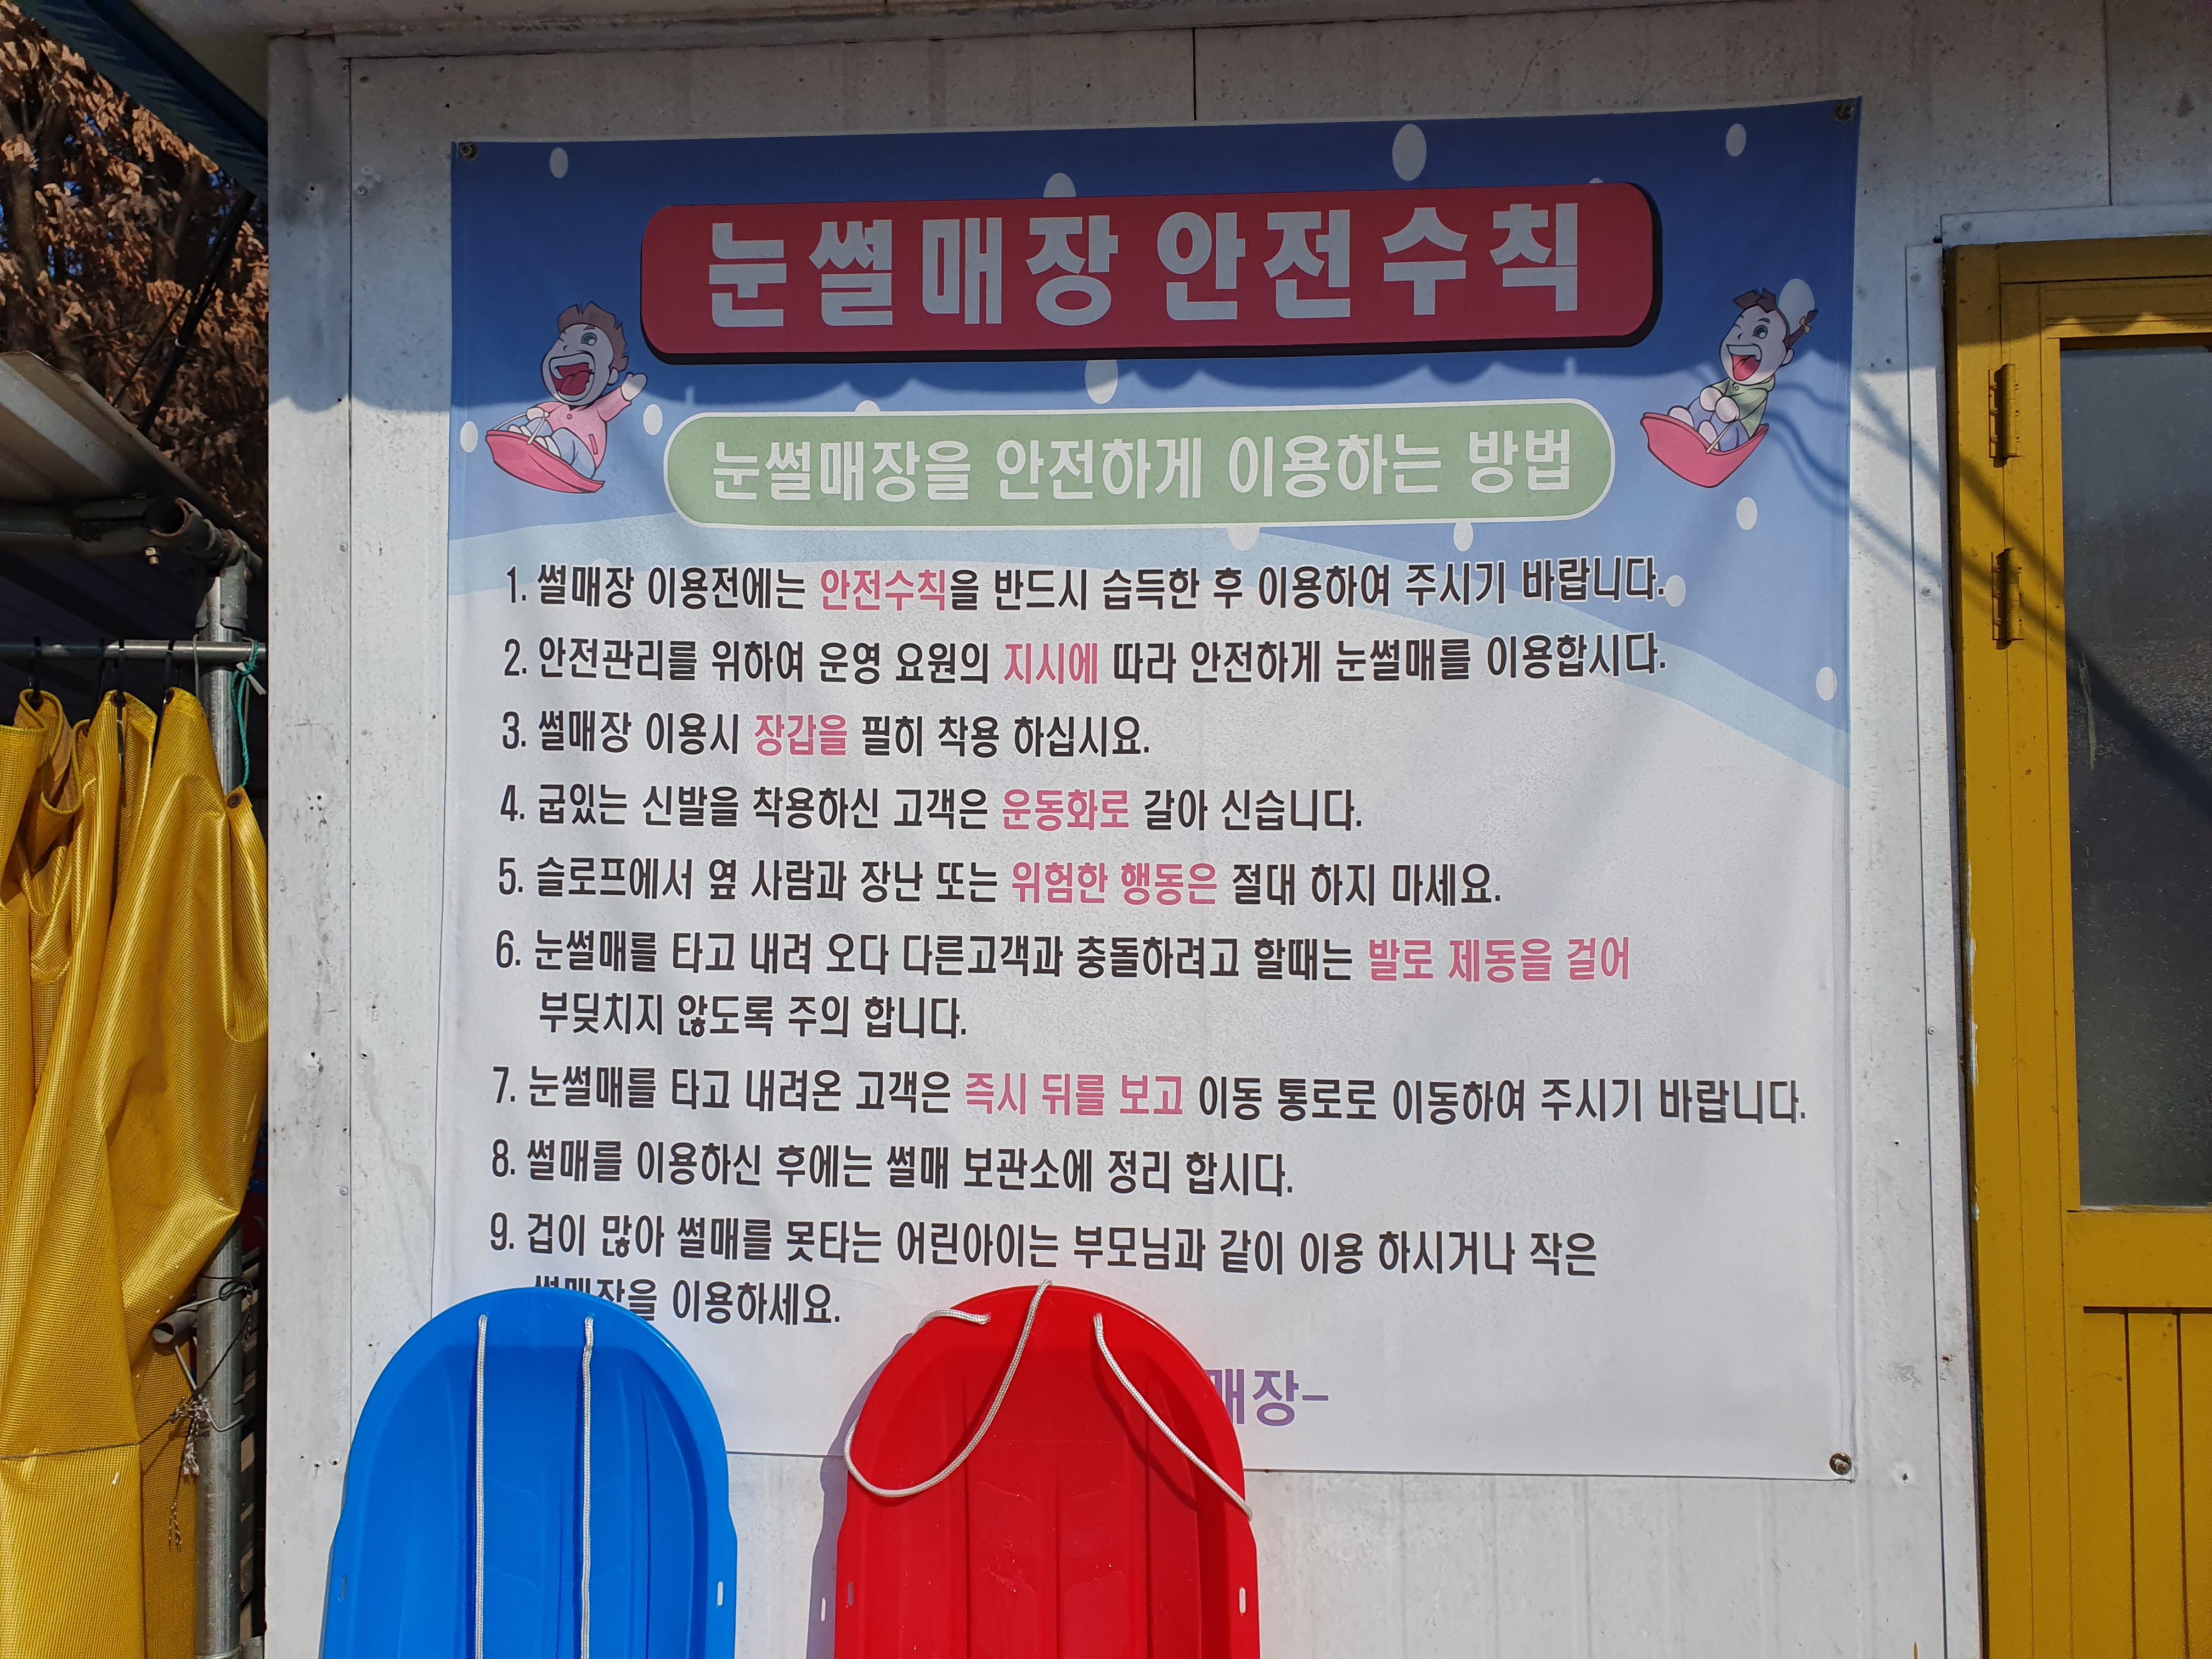 눈썰매장 안전수칙
눈썰매장을 안전하게 이용하는 방법
1. 썰매장 이용전에는 안전수칙을 반드시 습득한 후 이용하여 주시기 바랍니다.
2. 안전관리를 위하여 운영 요원의 지시에 따라 안전하게 눈썰매를 이용합시다.
3. 썰매장 이용시 장갑을 필히 착용 하십시요.
4. 굽있는 신발을 착용하신 고객은 운동화로 갈아 신습니다.
5. 슬로프에서 옆 사람과 장난 또는 위험한 행동은 절대 하지 마세요.
6. 눈썰매를 타고 내려 오다 다른고객과 충돌하려고 할때는 발로 제동을 걸어
부딪치지 않도록 주의 합니다.
7. 눈썰매를 타고 내려온 고객은 즉시 뒤를 보고 이동 통로로 이동하여 주시기 바랍니다.
8. 썰매를 이용하신 후에는 썰매 보관소에 정리 합시다.
9. 겁이 많아 썰매를 못타는 어린아이는 부모님과 같이 이용 하시거나 작은
썰매장을 이용하세요.
매장-